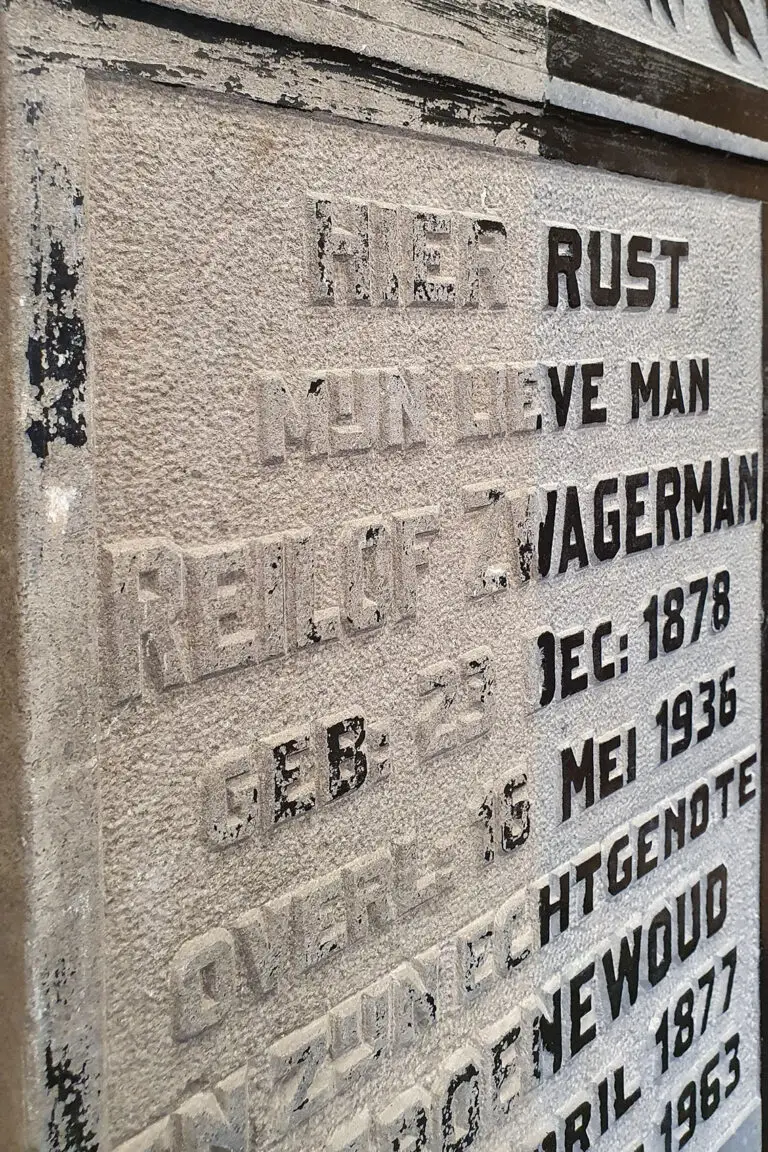 HIER RUST
MIJN LIEVE MAN
REILOF ZWAGERMAN
GEB: 23 DEC: 1878
OVERL: 16 MEI 1936
EN ZIJN ECHTGENOTE
GROENEWOUD
APRIL 1877
1963